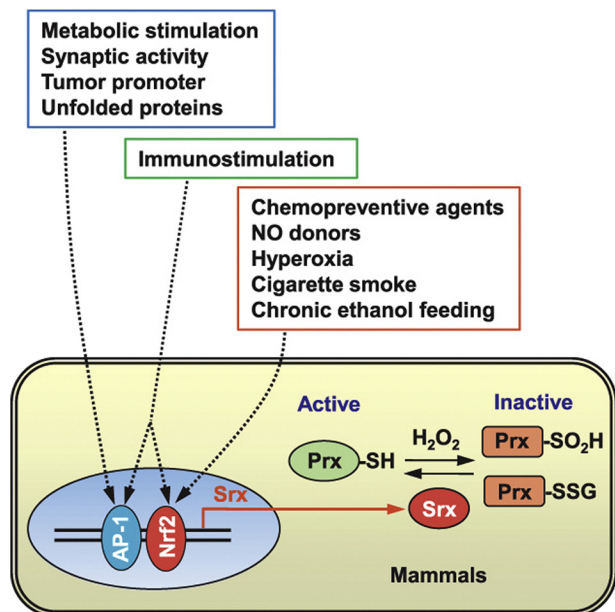 Metabolic stimulation
Synaptic activity
Tumor promoter
Unfolded proteins
Immunostimulation
Chemopreventive agents
NO donors
Hyperoxia
Cigarette smoke
Chronic ethanol feeding
Active
Inactive
Prx-SH
H₂O₂
Prx-SO₂H
Prx-SSG
Srx
Srx
AP-1
Nrf2
Mammals